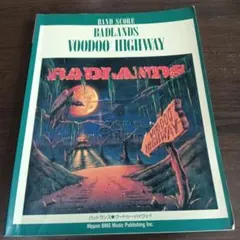 BAND SCORE
BADLANDS
VOODOO HIGHWAY
BADLANDS
VOODOO
HIGHWAY
バッドランズ●ヴードゥー・ハイウェイ
Nippon BMG Music Publishing Inc.